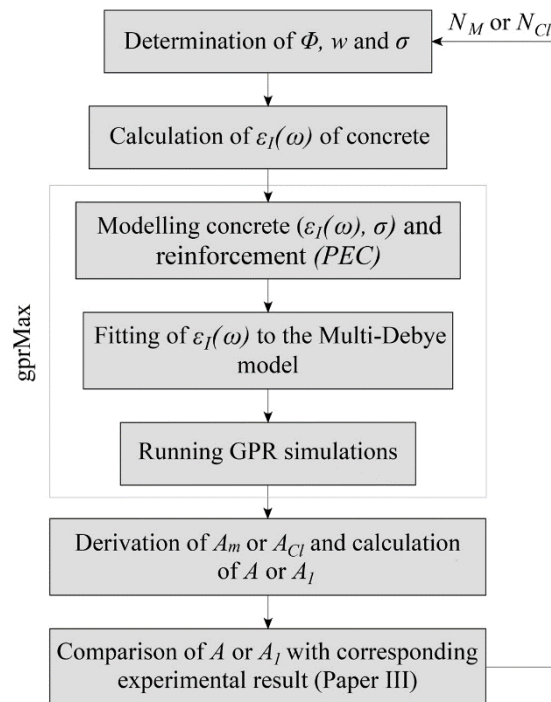 N_M or N_Cl
Determination of Φ, w and σ
Calculation of ε_I(ω) of concrete
gprMax
Modelling concrete (ε_I(ω), σ) and
reinforcement (PEC)
Fitting of ε_I(ω) to the Multi-Debye
model
Running GPR simulations
Derivation of A_m or A_Cl and calculation
of A or A_I
Comparison of A or A_I with corresponding
experimental result (Paper III)